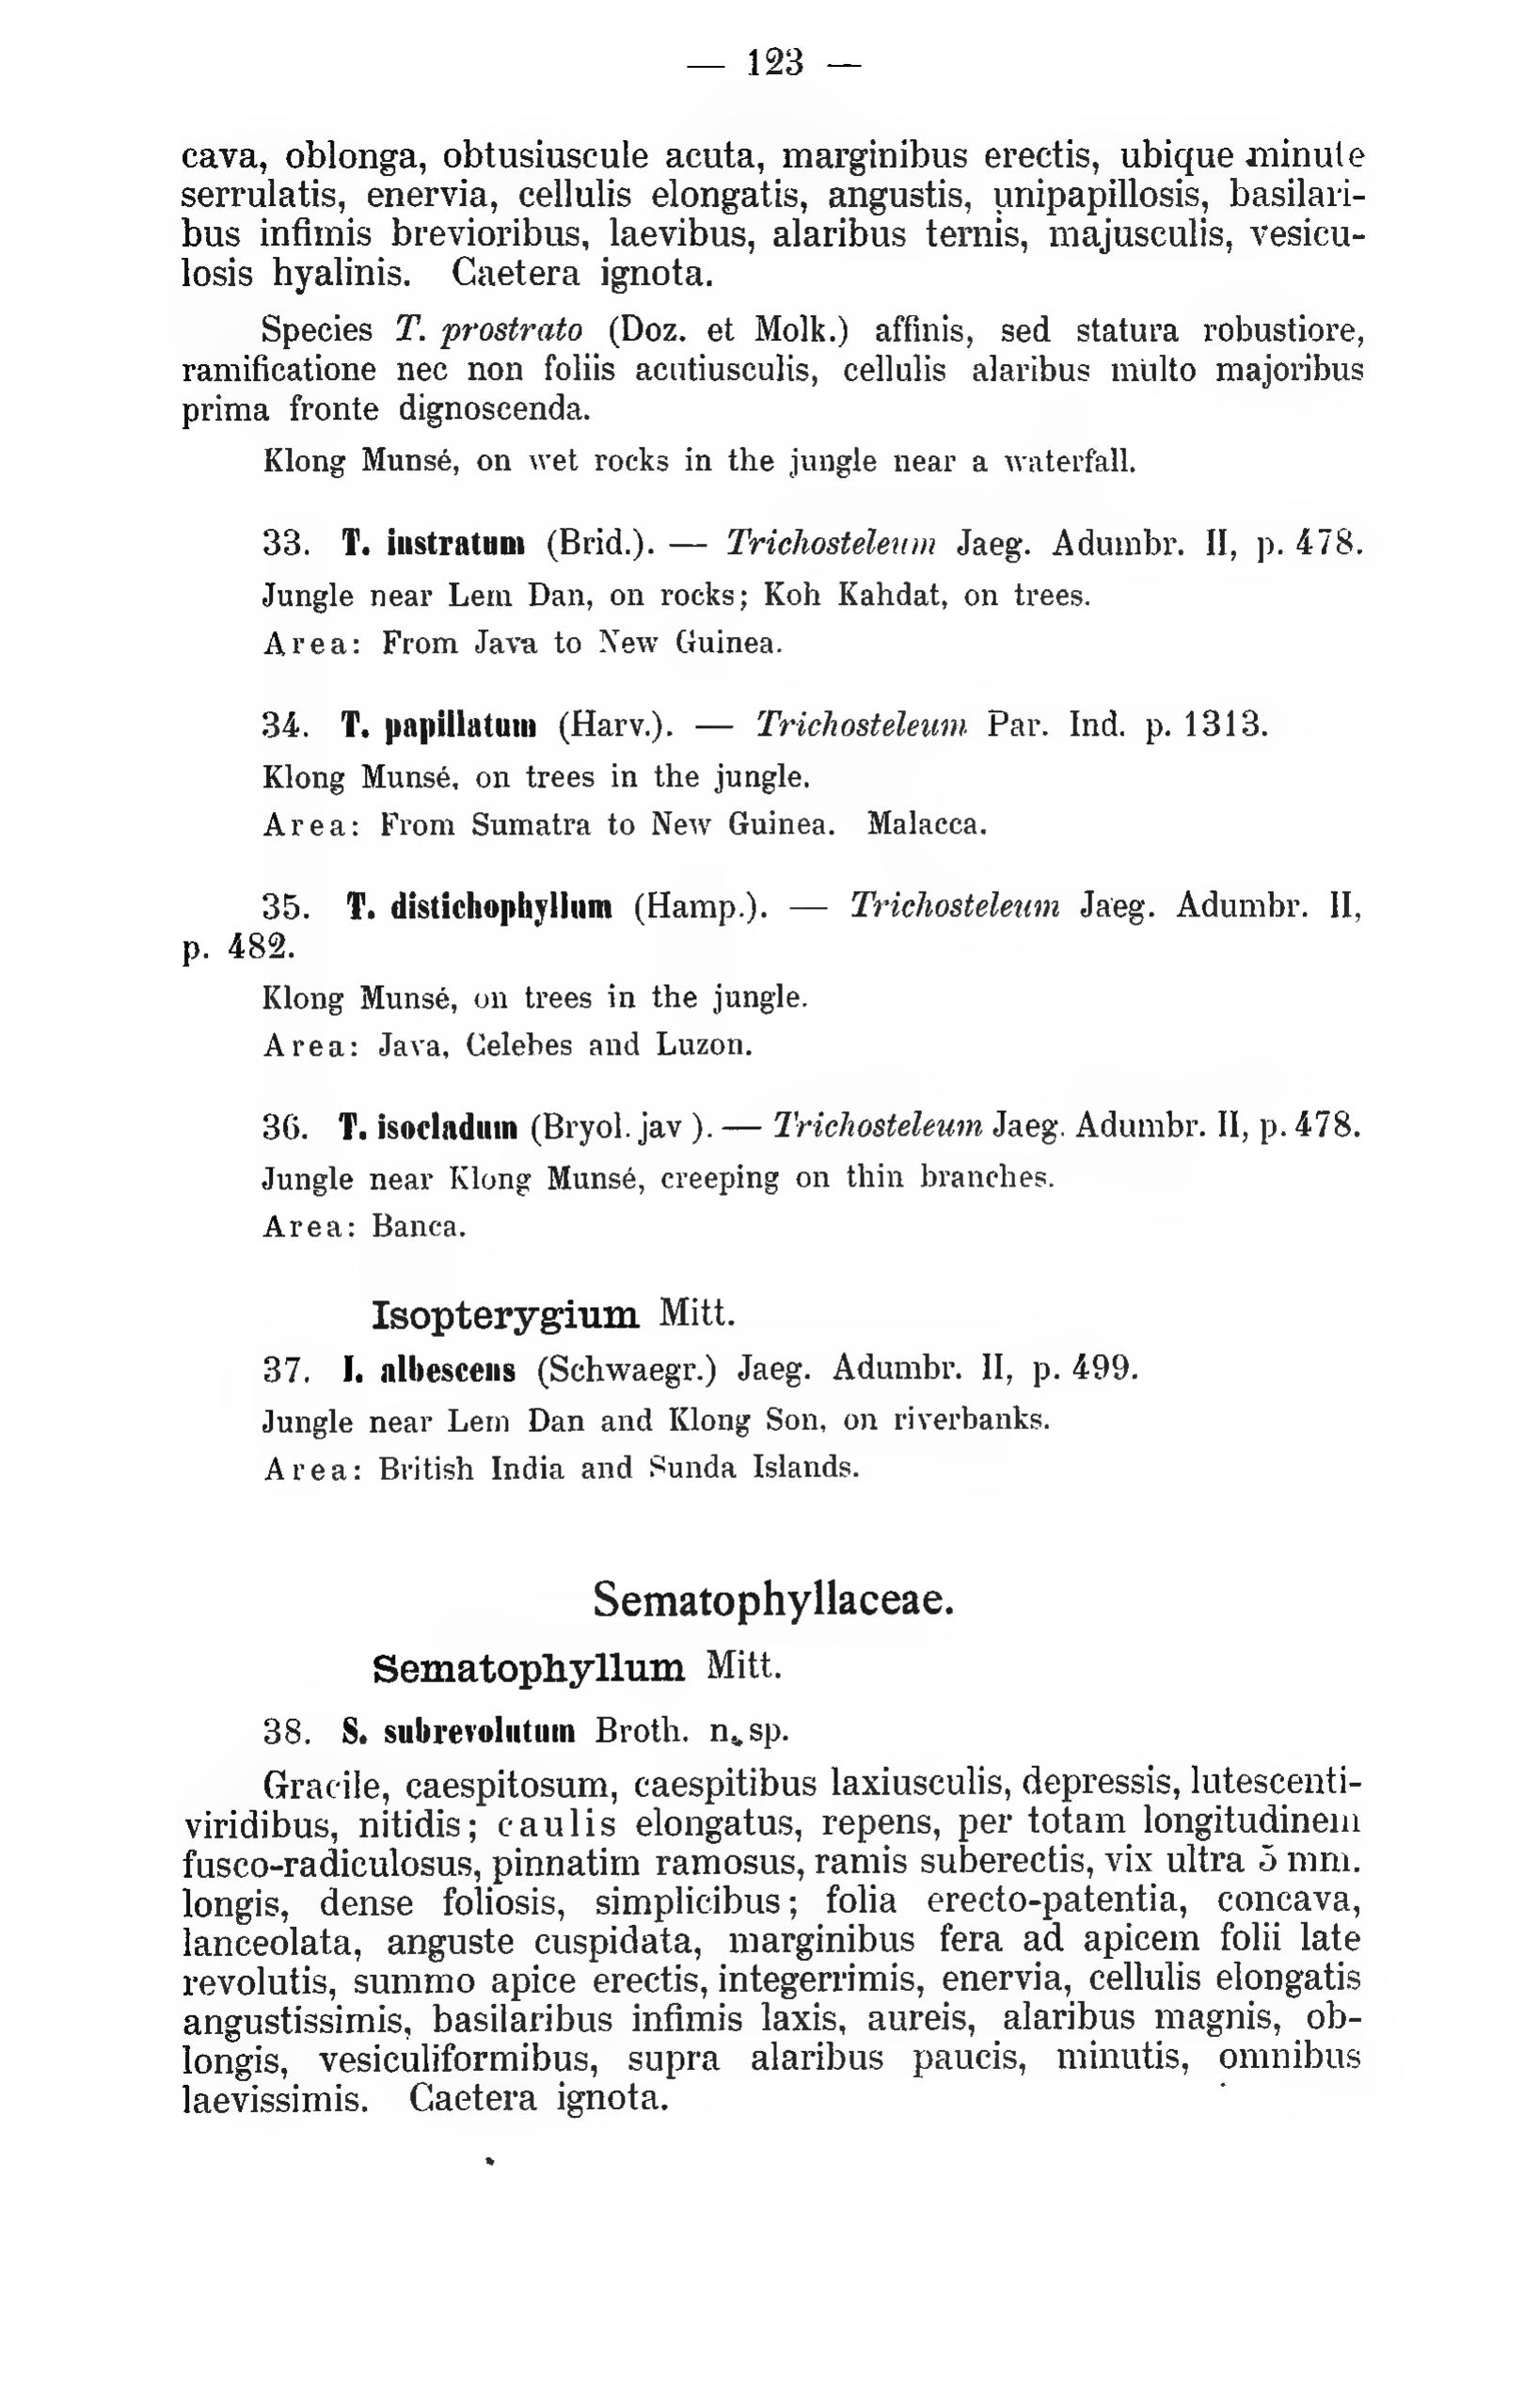 — 123 —
cava, oblonga, obtusiuscule acuta, marginibus erectis, ubique minute
serrulatis, enervia, cellulis elongatis, angustis, unipapillosis, basilari-
bus infimis brevioribus, laevibus, alaribus ternis, majusculis, vesicu-
losis hyalinis. Caetera ignota.
Species T. prostrato (Doz. et Molk.) affinis, sed statura robustiore,
ramificatione nec non foliis acutiusculis, cellulis alaribus multo majoribus
prima fronte dignoscenda.
Klong Munsé, on wet rocks in the jungle near a waterfall.
33. T. instratum (Brid.). — Trichosteleum Jaeg. Adumbr. II, p. 478.
Jungle near Lem Dan, on rocks; Koh Kahdat, on trees.
Area: From Java to New Guinea.
34. T. papillatum (Harv.). — Trichosteleum Par. Ind. p. 1313.
Klong Munsé, on trees in the jungle.
Area: From Sumatra to New Guinea. Malacca.
35. T. distichophyllum (Hamp.). — Trichosteleum Jaeg. Adumbr. II,
p. 482.
Klong Munsé, on trees in the jungle.
Area: Java, Celebes and Luzon.
36. T. isocladum (Bryol. jav ). — Trichosteleum Jaeg. Adumbr. II, p. 478.
Jungle near Klong Munsé, creeping on thin branches.
Area: Banca.
Isopterygium Mitt.
37. I. albescens (Schwaegr.) Jaeg. Adumbr. II, p. 499.
Jungle near Lem Dan and Klong Son, on riverbanks.
Area: British India and Sunda Islands.
Sematophyllaceae.
Sematophyllum Mitt.
38. S. subrevolutum Broth. n. sp.
Gracile, caespitosum, caespitibus laxiusculis, depressis, lutescenti-
viridibus, nitidis; caulis elongatus, repens, per totam longitudinem
fusco-radiculosus, pinnatim ramosus, ramis suberectis, vix ultra 5 mm.
longis, dense foliosis, simplicibus; folia erecto-patentia, concava,
lanceolata, anguste cuspidata, marginibus fera ad apicem folii late
revolutis, summo apice erectis, integerrimis, enervia, cellulis elongatis
angustissimis, basilaribus infimis laxis, aureis, alaribus magnis, ob-
longis, vesiculiformibus, supra alaribus paucis, minutis, omnibus
laevissimis. Caetera ignota.